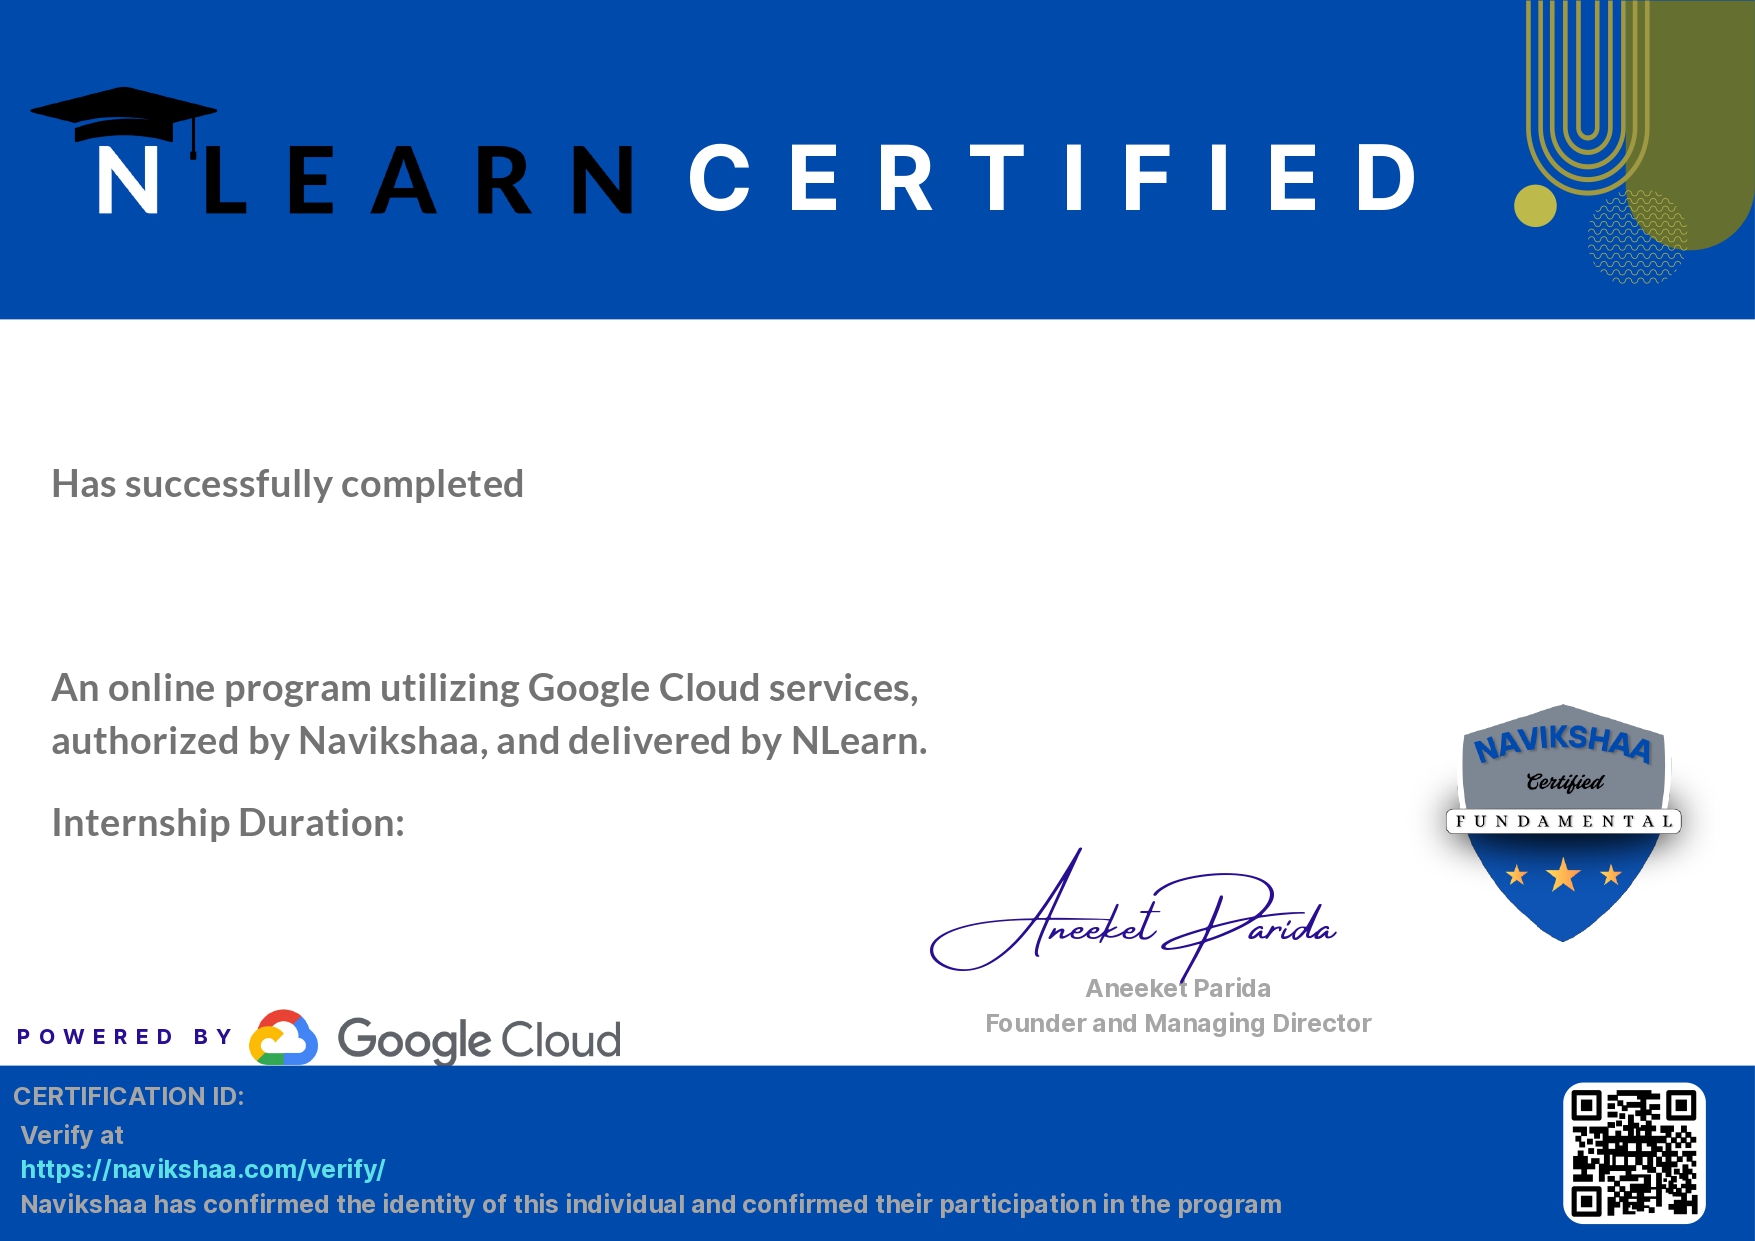 NLEARN CERTIFIED
Has successfully completed
An online program utilizing Google Cloud services,
authorized by Navikshaa, and delivered by NLearn.
Internship Duration:
NAVIKSHAA
Certified
FUNDAMENTAL
Aneeket Parida
Aneeket Parida
Founder and Managing Director
POWERED BY Google Cloud
CERTIFICATION ID:
Verify at
https://navikshaa.com/verify/
Navikshaa has confirmed the identity of this individual and confirmed their participation in the program